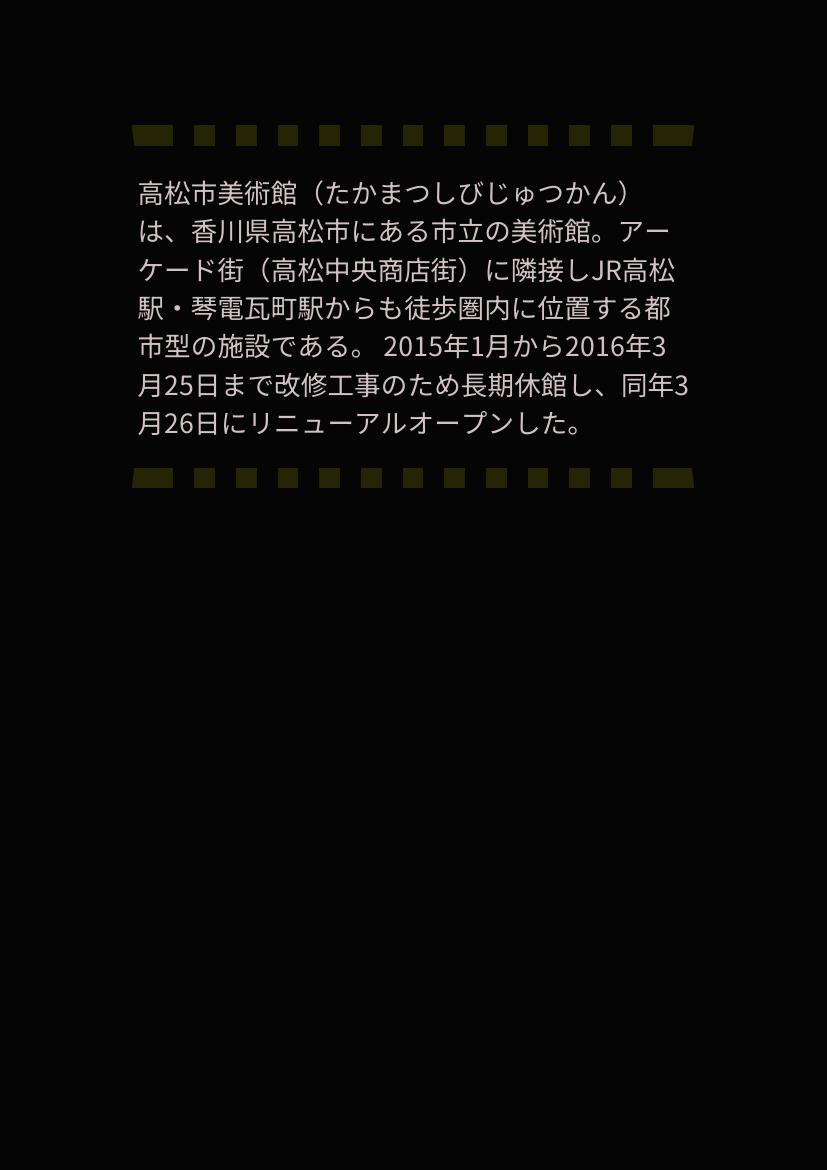 高松市美術館（たかまつしびじゅつかん）
は、香川県高松市にある市立の美術館。アー
ケード街（高松中央商店街）に隣接しJR高松
駅・琴電瓦町駅からも徒歩圏内に位置する都
市型の施設である。 2015年1月から2016年3
月25日まで改修工事のため長期休館し、同年3
月26日にリニューアルオープンした。